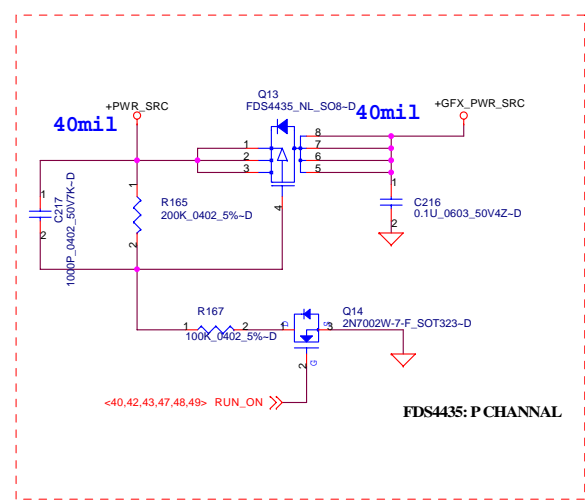 Q13
FDS4435_NL_SO8~D
+PWR_SRC
+GFX_PWR_SRC
40mil
40mil
1
2
3
8
7
6
5
4
1
2
C217
1000P_0402_50V7K~D
1
2
R165
200K_0402_5%~D
1
2
C216
0.1U_0603_50V4Z~D
R167
1
2
100K_0402_5%~D
Q14
2N7002W-7-F_SOT323~D
1
D
S
3
2
G
<40,42,43,47,48,49> RUN_ON
FDS4435: P CHANNEL